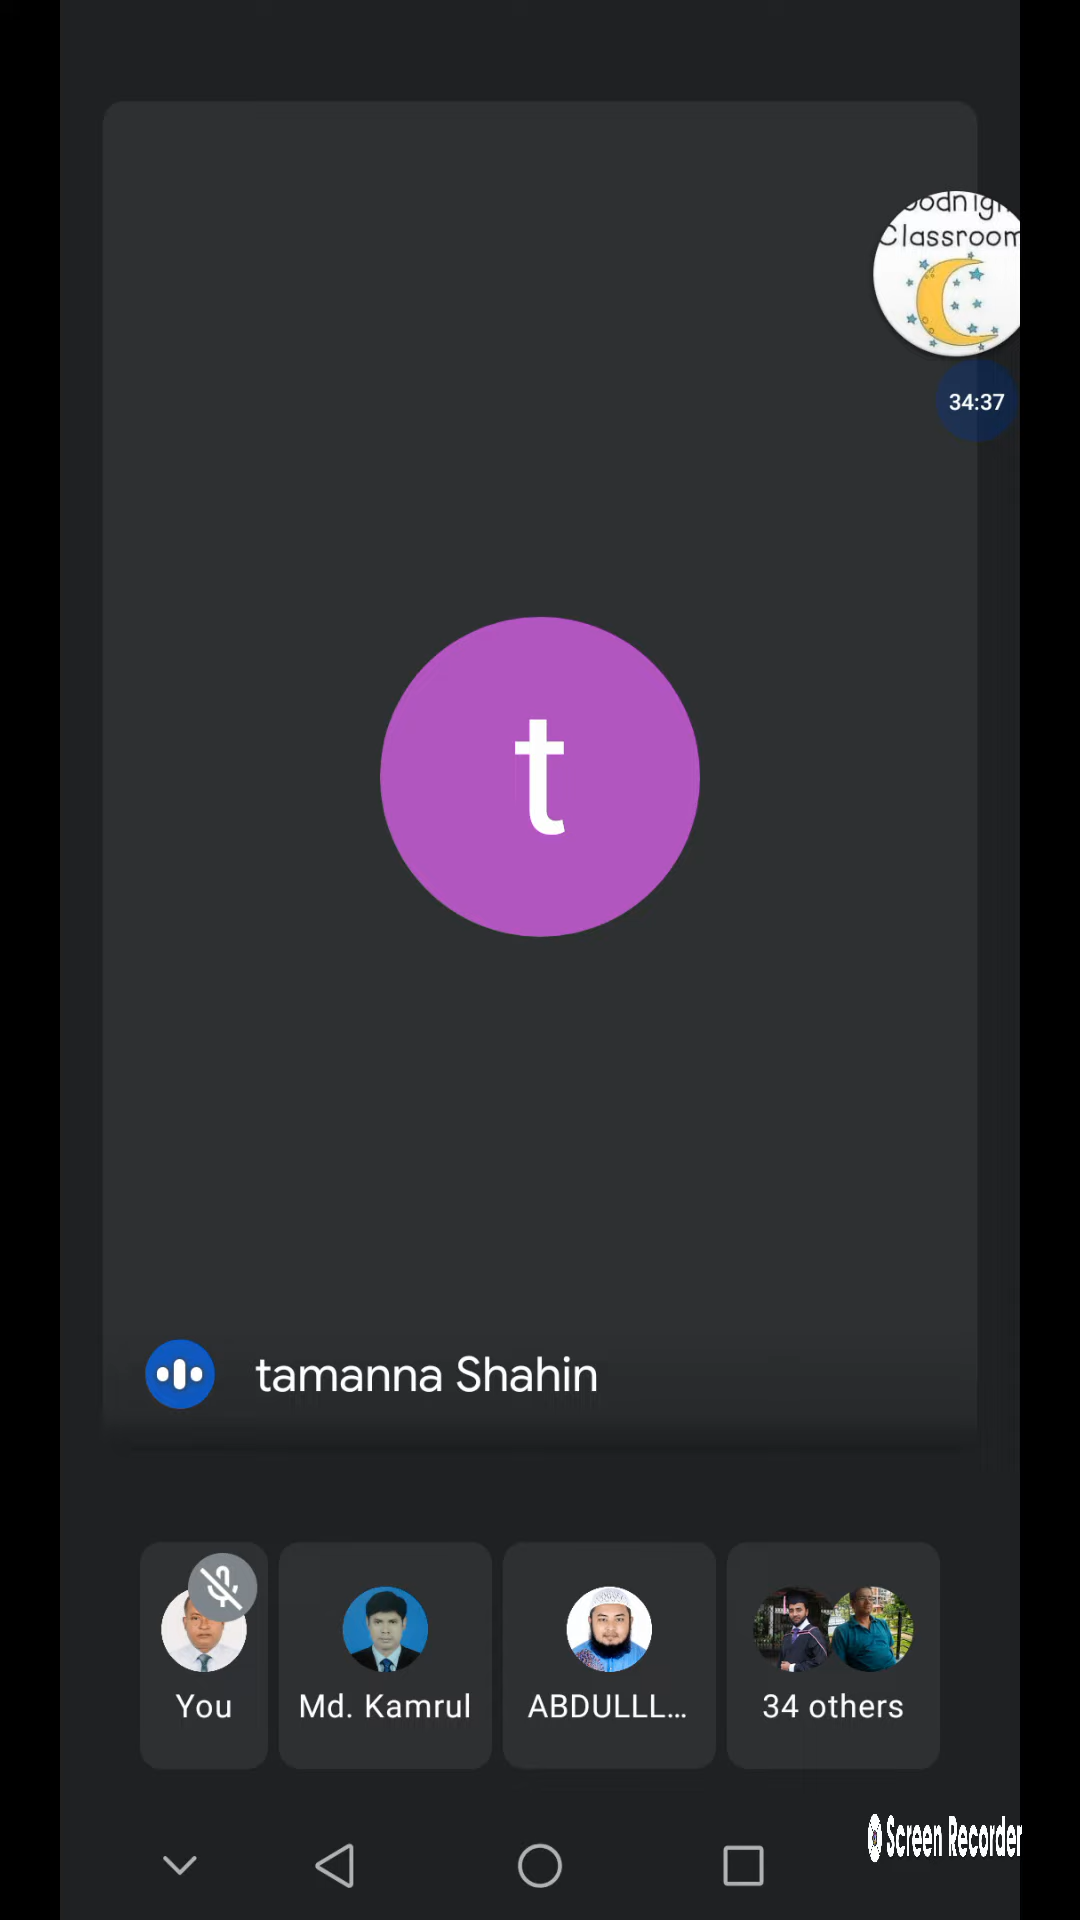 Classroom
34:37
t
tamanna Shahin
You
Md. Kamrul
ABDULLL...
34 others
Screen Recorder